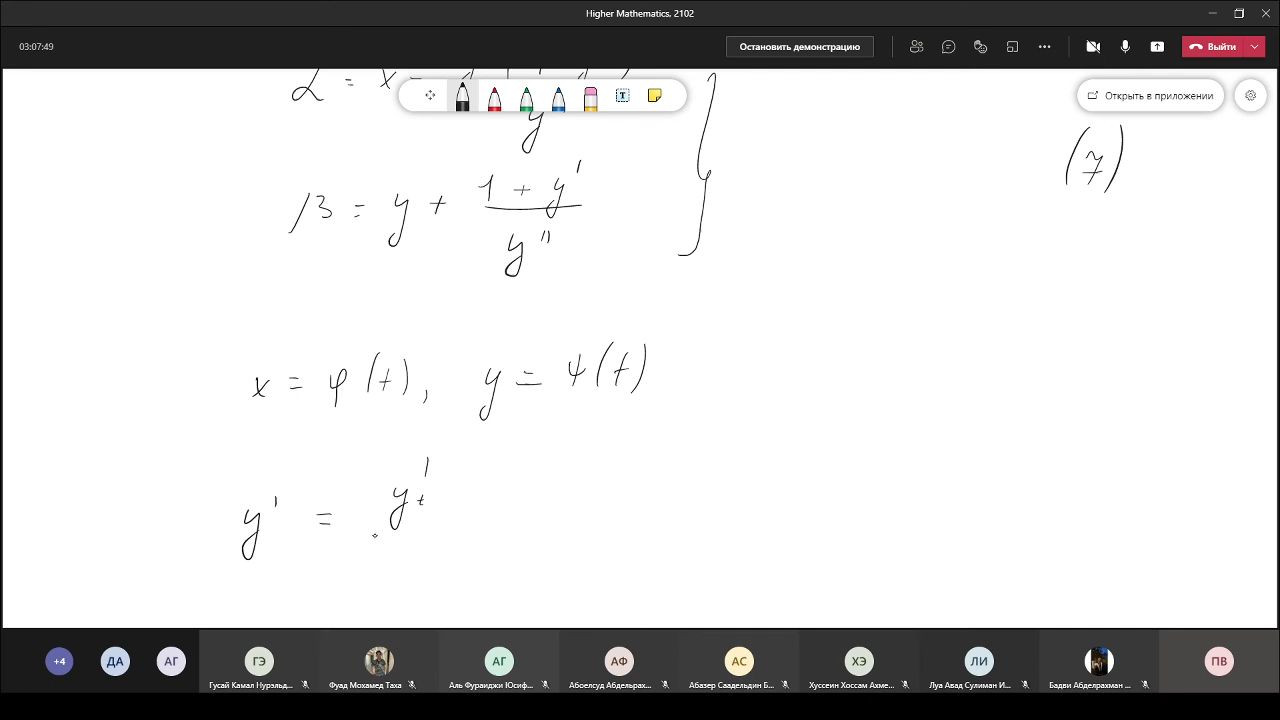 Higher Mathematics, 2102
03:07:49
Остановить демонстрацию
Выйти
Открыть в приложении
α = x -
y
β = y + (1 + y') / y''
(7)
x = φ(t), y = ψ(t)
y' = y't
+4 ДА АГ ГЭ АГ АФ АС ХЭ ЛИ ПВ
Гусай Камал Нурэльд... Фуад Мохамед Таха Аль Фураиджи Юсиф... Абоелсуд Абдельрах... Абазер Саадельдин Б... Хуссеин Хоссам Ахме... Луа Авад Сулиман И... Бадви Абделрахман ...